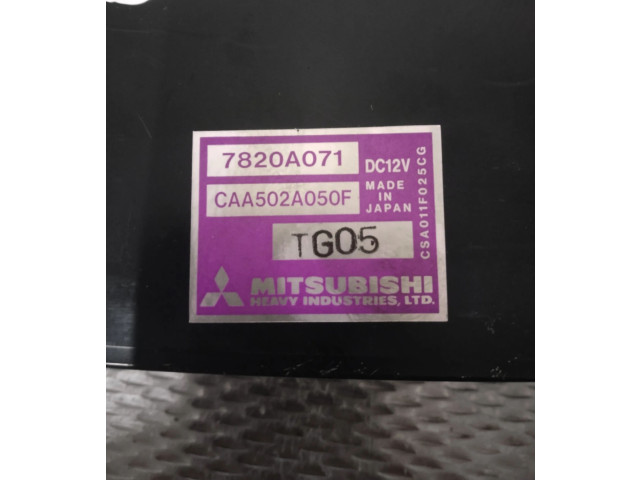 7820A071
DC12V
CAA502A050F
MADE
IN
JAPAN
TG05
MITSUBISHI
HEAVY INDUSTRIES, LTD.
CSA011F025CG